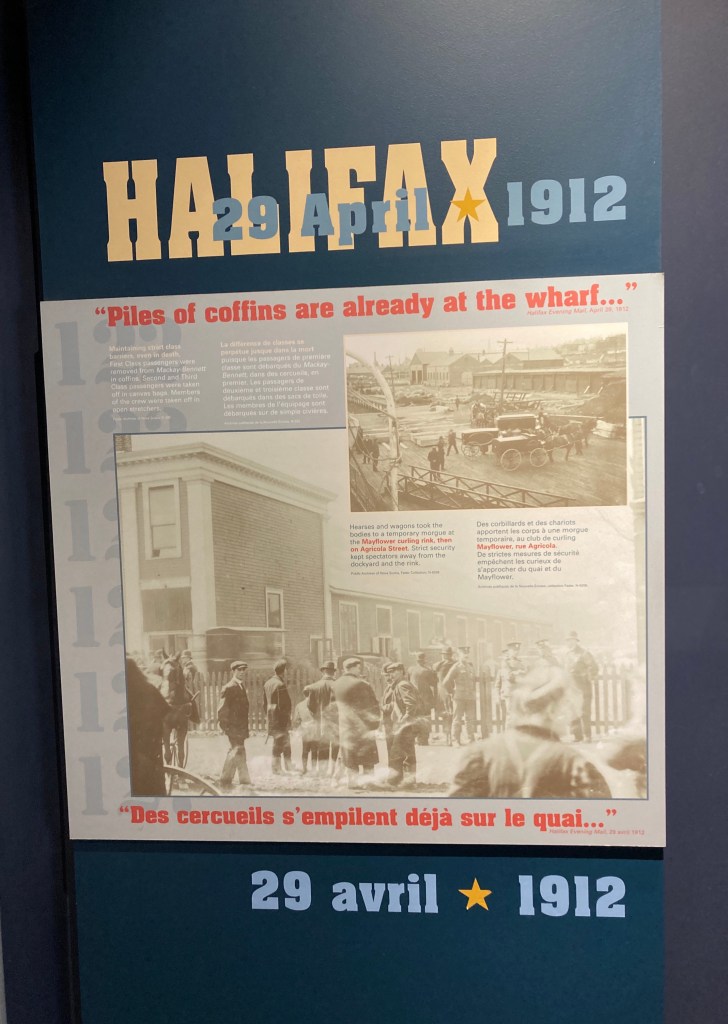 HALIFAX
29 April ★ 1912
“Piles of coffins are already at the wharf...”
Halifax Evening Mail, April 29, 1912
Maintaining strict class
barriers, even in death,
First Class passengers were
removed from Mackay-Bennett
in coffins; Second and Third
Class passengers were taken
off in canvas bags. Members
of the crew were taken off in
open stretchers.
La différence de classes se
perpétue jusque dans la mort
puisque les passagers de première
classe sont débarqués du Mackay-
Bennett, dans des cercueils, en
premier. Les passagers de
deuxième et troisième classe sont
débarqués dans des sacs de toile.
Les membres de l'équipage sont
débarqués sur de simple civières.
Hearses and wagons took the
bodies to a temporary morgue at
the Mayflower curling rink, then
on Agricola Street. Strict security
kept spectators away from the
dockyard and the rink.
Des corbillards et des chariots
apportent les corps à une morgue
temporaire, au club de curling
Mayflower, rue Agricola.
De strictes mesures de sécurité
empêchent les curieux de
s'approcher du quai et du
Mayflower.
“Des cercueils s'empilent déjà sur le quai...”
Halifax Evening Mail, 29 avril 1912
29 avril ★ 1912